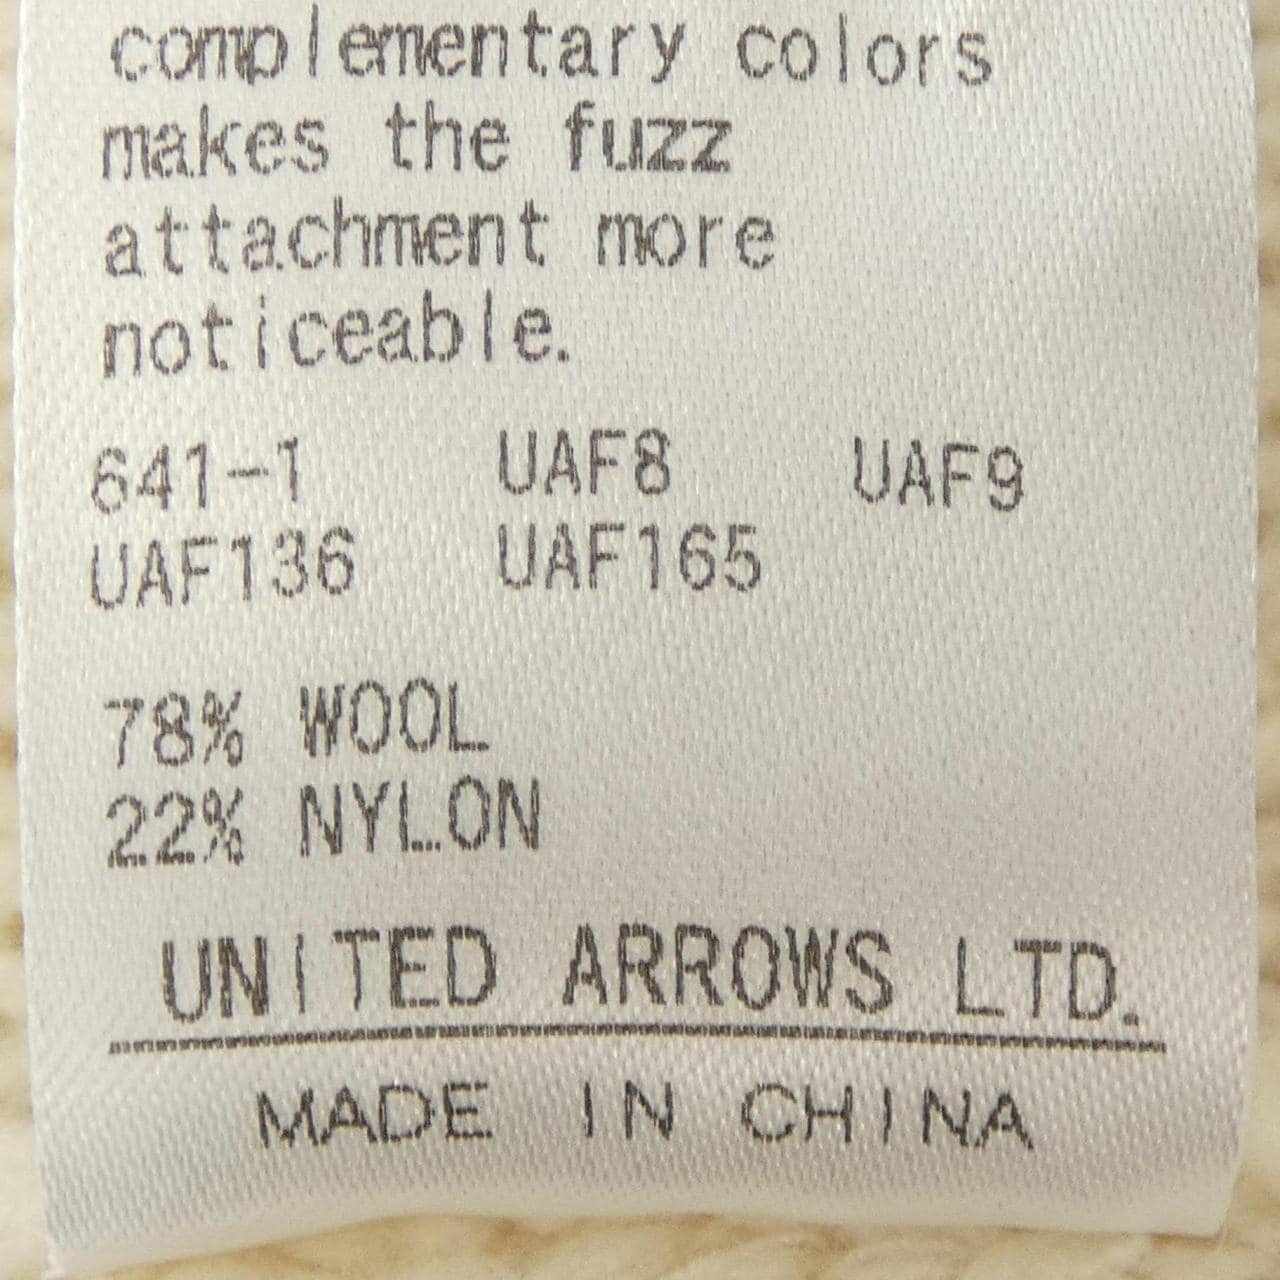 complementary colors
makes the fuzz
attachment more
noticeable.
641-1 UAF8 UAF9
UAF136 UAF165
78% WOOL
22% NYLON
UNITED ARROWS LTD.
MADE IN CHINA